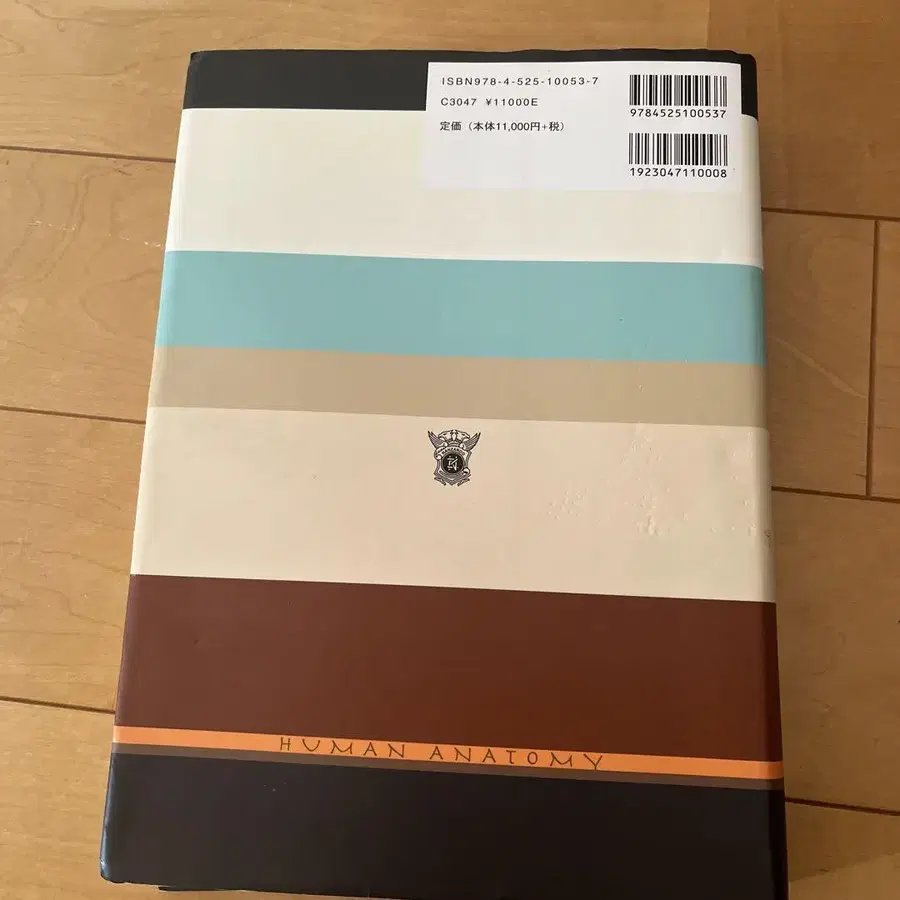 ISBN978-4-525-10053-7
C3047 ¥11000E
定価（本体11,000円+税）
9784525100537
1923047110008
HUMAN ANATOMY